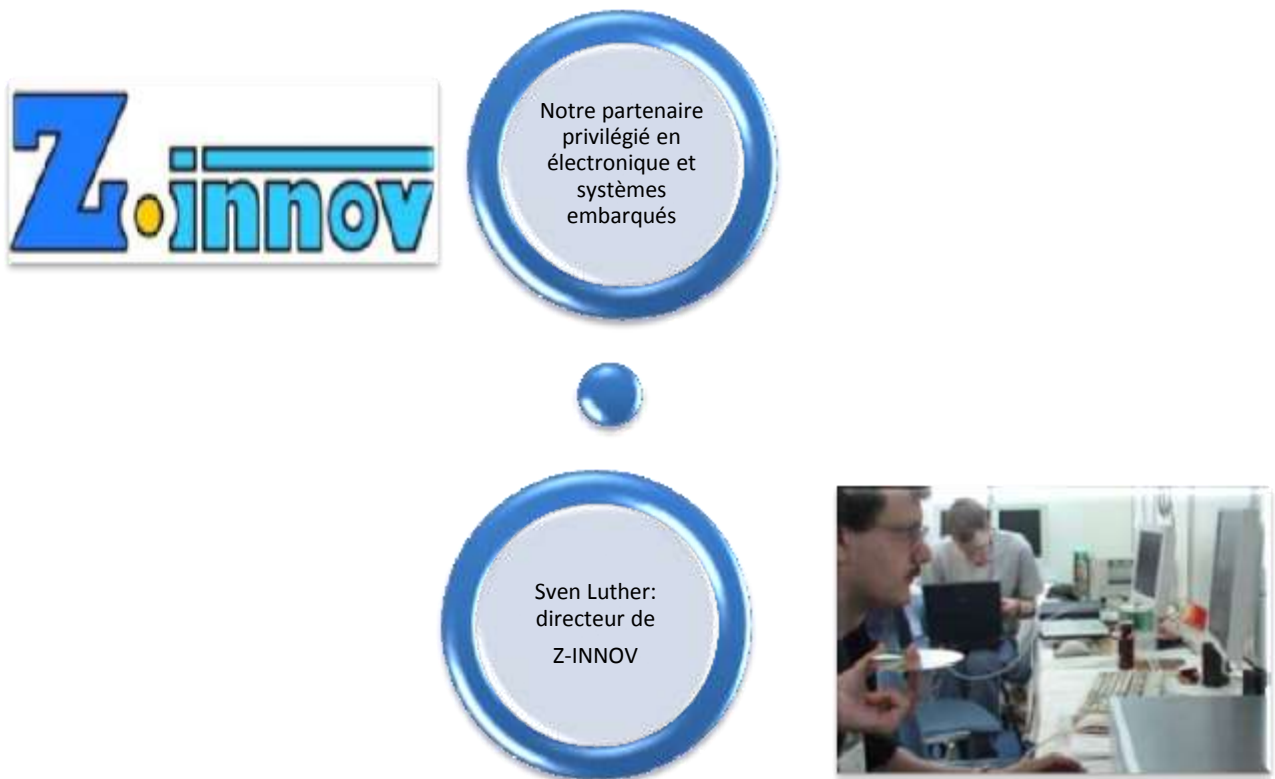 Z·innov
Notre partenaire
privilégié en
électronique et
systèmes
embarqués
Sven Luther:
directeur de
Z-INNOV